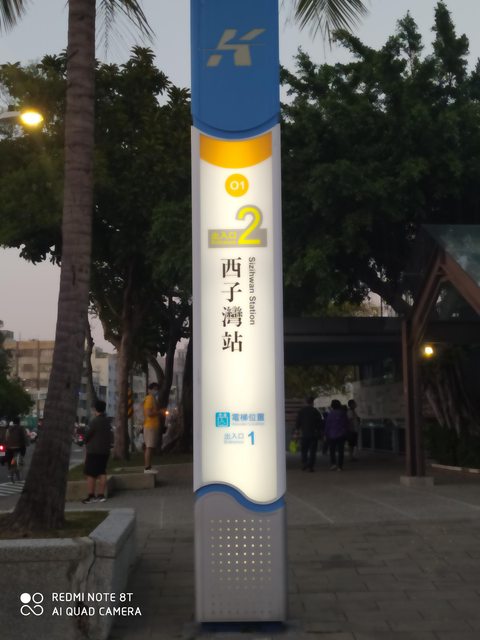 K
O1
出入口
2
西子灣站
Sizihwan Station
電梯位置
出入口
1
REDMI NOTE 8T
AI QUAD CAMERA